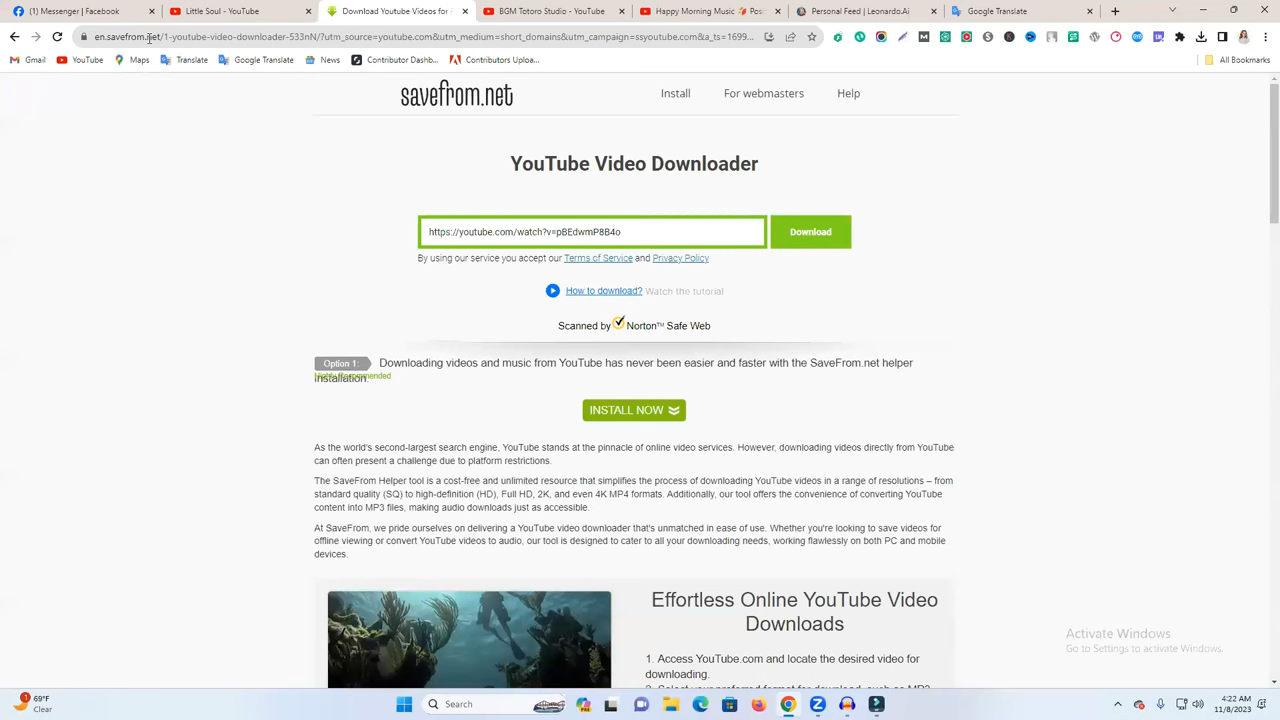 (1) Messenger | Facebook
Little Soul - YouTube
Download Youtube Videos for
BGM Totoro Studio - YouTube
Happy Morning Music
Personal Feed | Leonardo.Ai
Google Translate
en.savefrom.net/1-youtube-video-downloader-533nN/?utm_source=youtube.com&utm_medium=short_domains&utm_campaign=ssyoutube.com&a_ts=1699...
Gmail
YouTube
Maps
Translate
Google Translate
News
Contributor Dashb...
Contributors Uploa...
All Bookmarks
savefrom.net
Install
For webmasters
Help
YouTube Video Downloader
https://youtube.com/watch?v=pBEdwmP8B4o
Download
By using our service you accept our Terms of Service and Privacy Policy
How to download? Watch the tutorial
Scanned by Norton™ Safe Web
Option 1: Downloading videos and music from YouTube has never been easier and faster with the SaveFrom.net helper
installation.
Highly Recommended
INSTALL NOW
As the world's second-largest search engine, YouTube stands at the pinnacle of online video services. However, downloading videos directly from YouTube
can often present a challenge due to platform restrictions.
The SaveFrom Helper tool is a cost-free and unlimited resource that simplifies the process of downloading YouTube videos in a range of resolutions – from
standard quality (SQ) to high-definition (HD), Full HD, 2K, and even 4K MP4 formats. Additionally, our tool offers the convenience of converting YouTube
content into MP3 files, making audio downloads just as accessible.
At SaveFrom, we pride ourselves on delivering a YouTube video downloader that's unmatched in ease of use. Whether you're looking to save videos for
offline viewing or convert YouTube videos to audio, our tool is designed to cater to all your downloading needs, working flawlessly on both PC and mobile
devices.
Effortless Online YouTube Video
Downloads
1. Access YouTube.com and locate the desired video for
downloading.
2. Select your preferred format for download, such as MP3
Activate Windows
Go to Settings to activate Windows.
1
69°F
Clear
Search
4:22 AM
11/8/2023